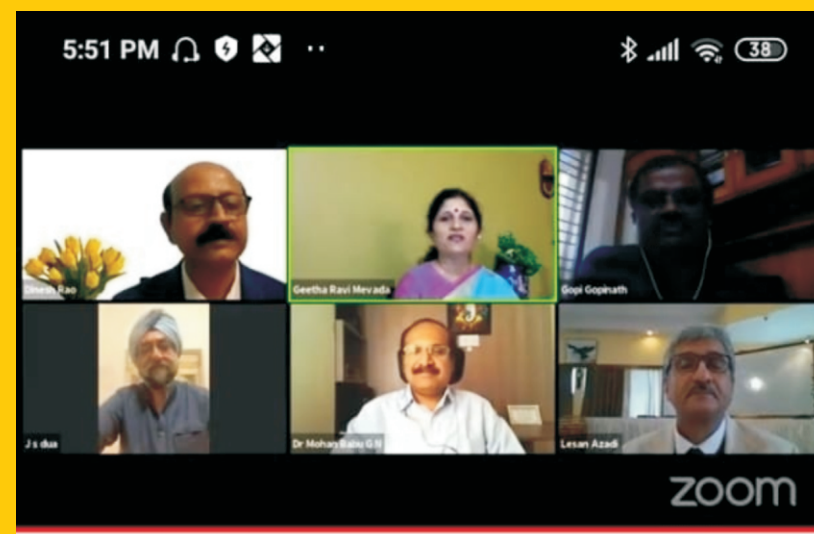 5:51 PM
38
Dinesh Rao
Geetha Ravi Mevada
Gopi Gopinath
J s dua
Dr Mohan Babu G N
Lesan Azadi
zoom